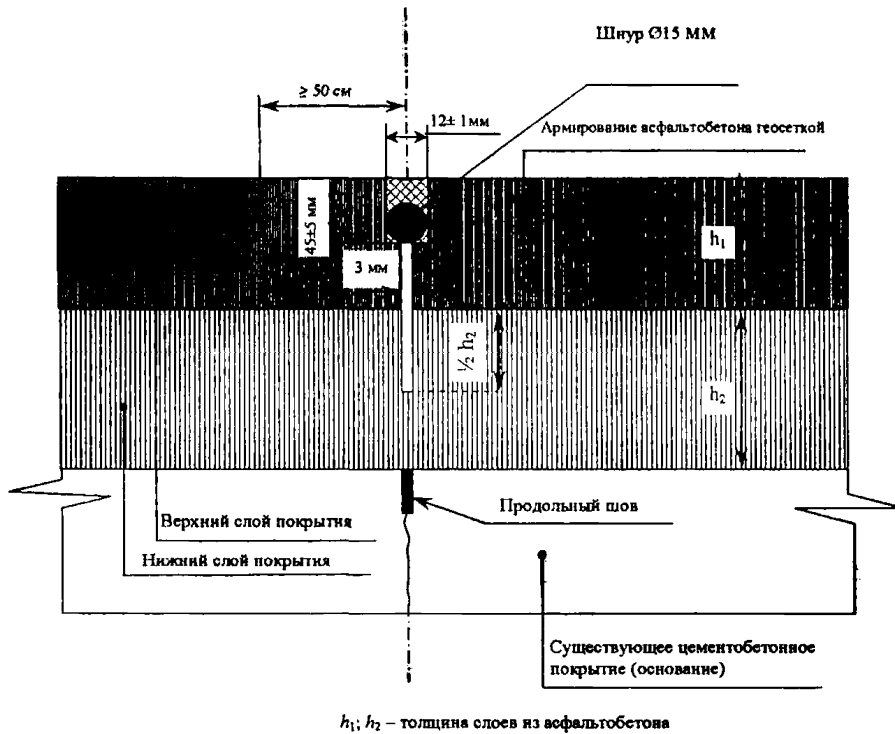 Шнур Ø15 ММ
≥ 50 см
12± 1мм
Армирование асфальтобетона геосеткой
45±5 мм
h₁
3 мм
½ h₂
h₂
Продольный шов
Верхний слой покрытия
Нижний слой покрытия
Существующее цементобетонное
покрытие (основание)
h₁; h₂ – толщина слоев из асфальтобетона